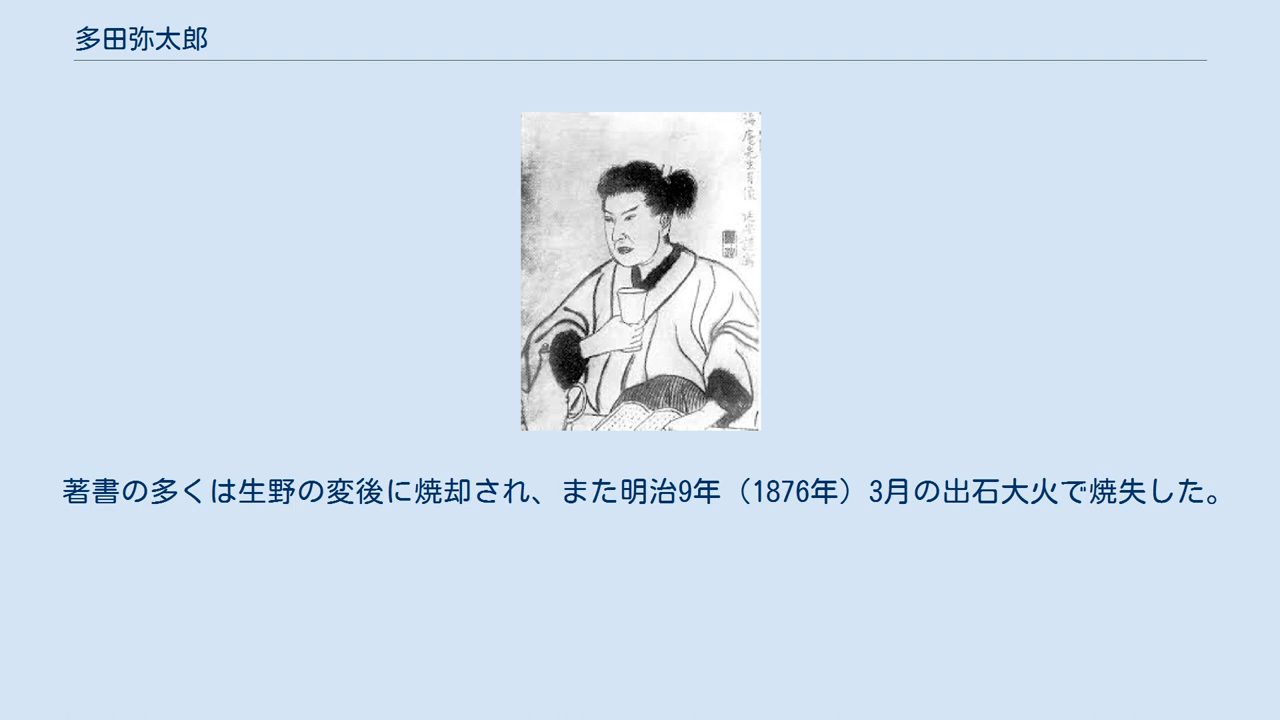 多田弥太郎
著書の多くは生野の変後に焼却され、また明治9年（1876年）3月の出石大火で焼失した。